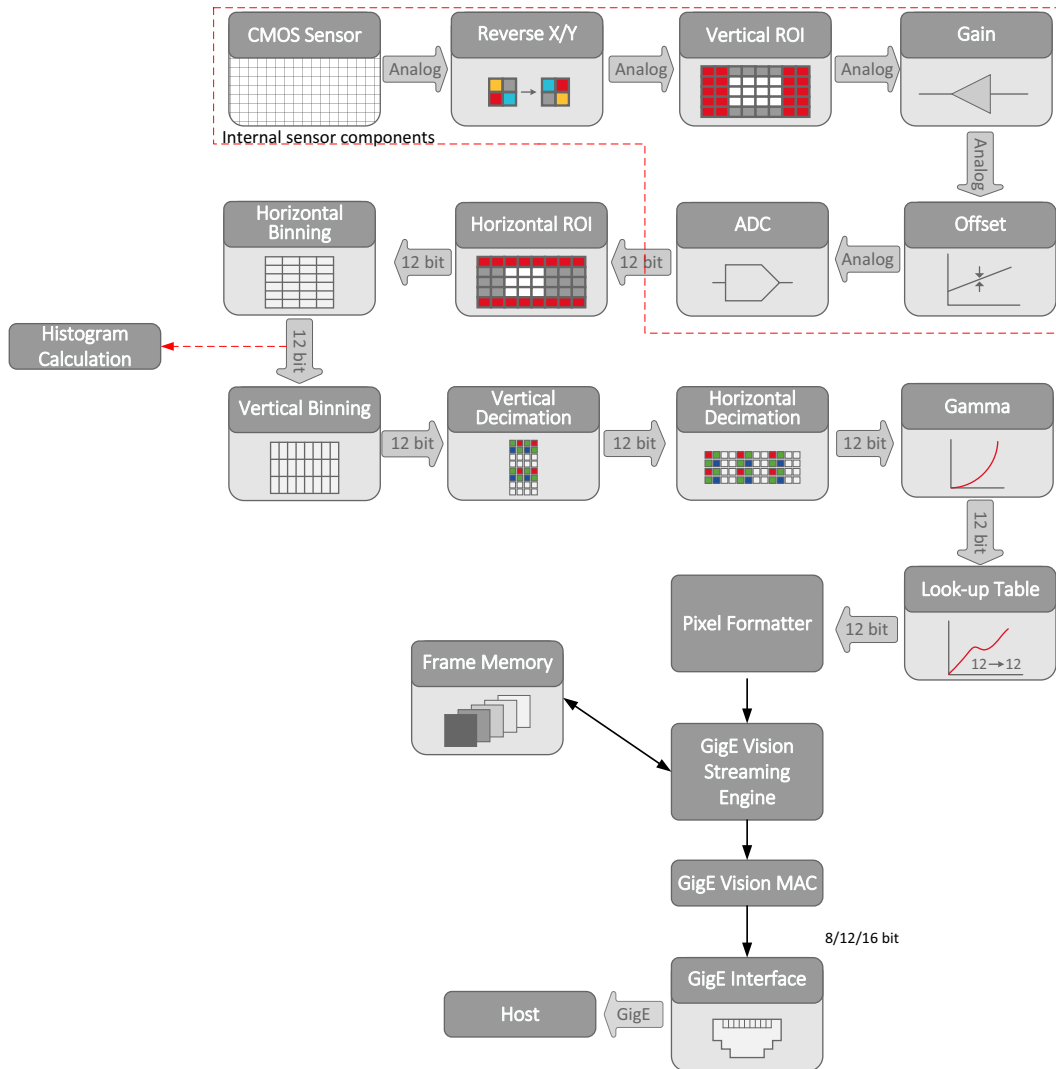 CMOS Sensor
Analog
Reverse X/Y
Analog
Vertical ROI
Analog
Gain
Internal sensor components
Analog
Horizontal
Binning
12 bit
Horizontal ROI
12 bit
ADC
Analog
Offset
Histogram
Calculation
12 bit
Vertical Binning
12 bit
Vertical
Decimation
12 bit
Horizontal
Decimation
12 bit
Gamma
12 bit
Pixel Formatter
12 bit
Look-up Table
12→12
Frame Memory
GigE Vision
Streaming
Engine
GigE Vision MAC
8/12/16 bit
Host
GigE
GigE Interface